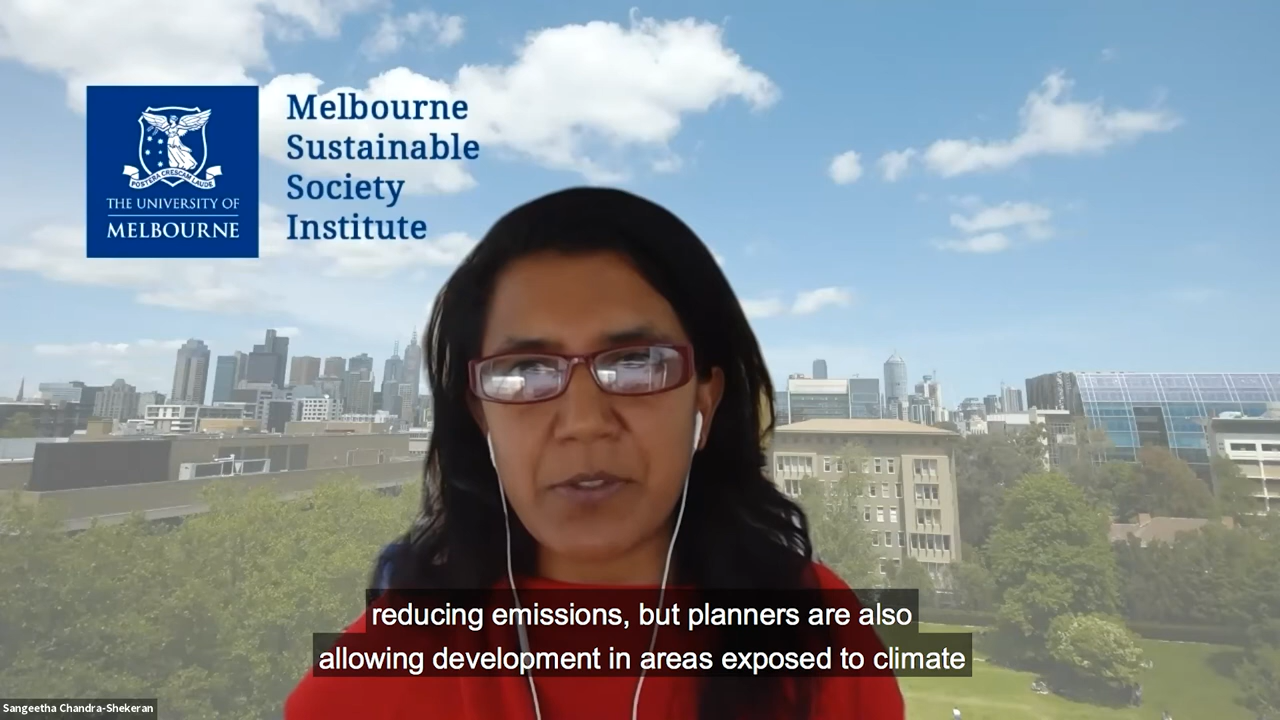 Melbourne
Sustainable
Society
Institute
POSTERA CRESCAM LAUDE
THE UNIVERSITY OF
MELBOURNE
reducing emissions, but planners are also
allowing development in areas exposed to climate
Sangeetha Chandra-Shekeran